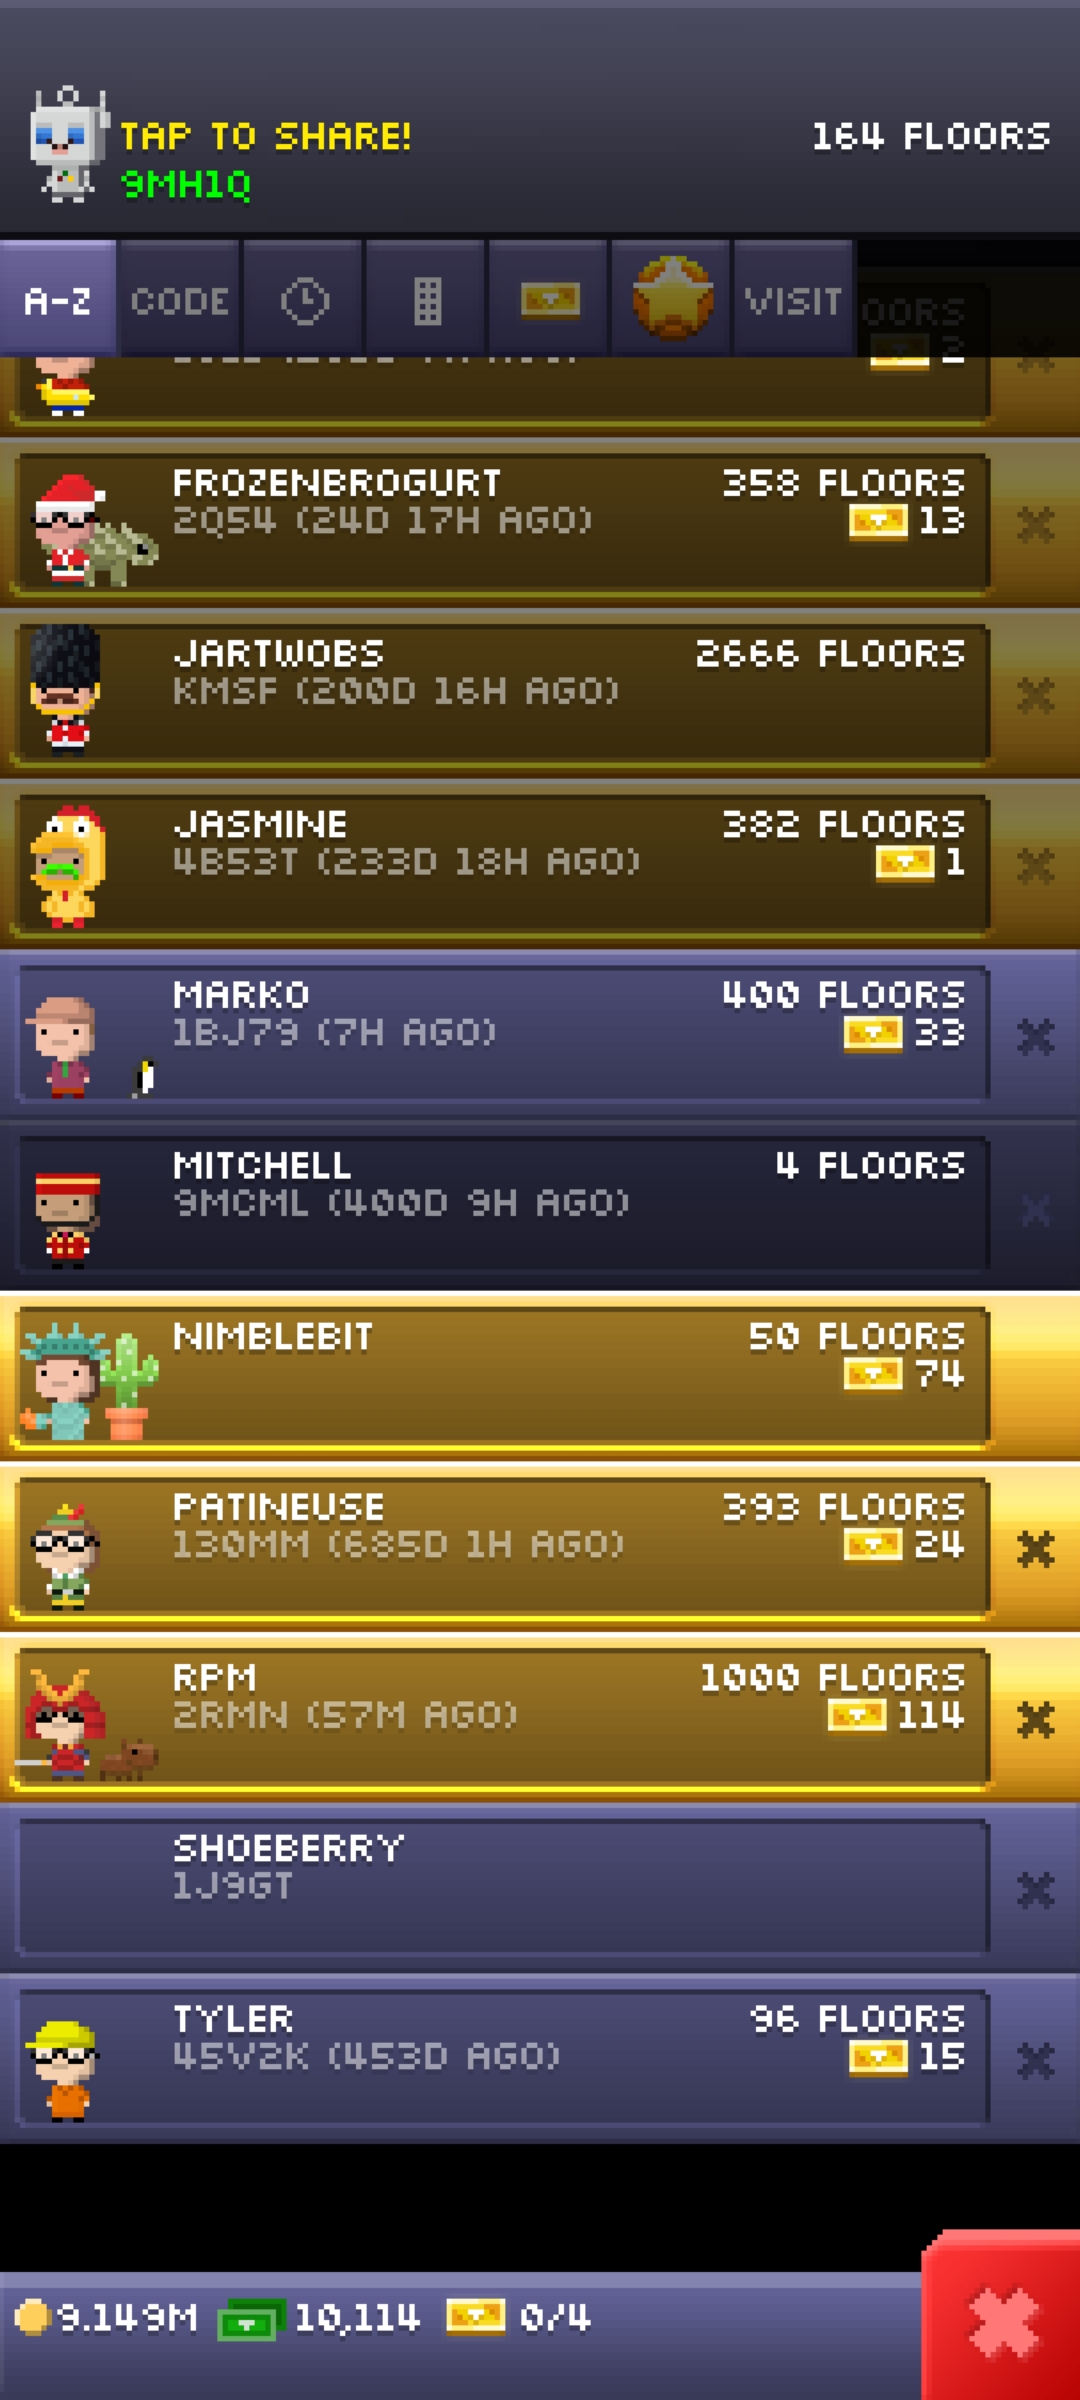 TAP TO SHARE!
164 FLOORS
9MH1Q
A-Z CODE VISIT
2
FROZENBROGURT 358 FLOORS
2Q54 (24D 17H AGO) 13
JARTWOBS 2666 FLOORS
KMSF (200D 16H AGO)
JASMINE 382 FLOORS
4B53T (233D 18H AGO) 1
MARKO 400 FLOORS
1BJ79 (7H AGO) 33
MITCHELL 4 FLOORS
9MCML (400D 9H AGO)
NIMBLEBIT 50 FLOORS
74
PATINEUSE 393 FLOORS
130MM (685D 1H AGO) 24
RPM 1000 FLOORS
2RMN (57M AGO) 114
SHOEBERRY
1J9GT
TYLER 96 FLOORS
45V2K (453D AGO) 15
9.149M 10,114 0/4